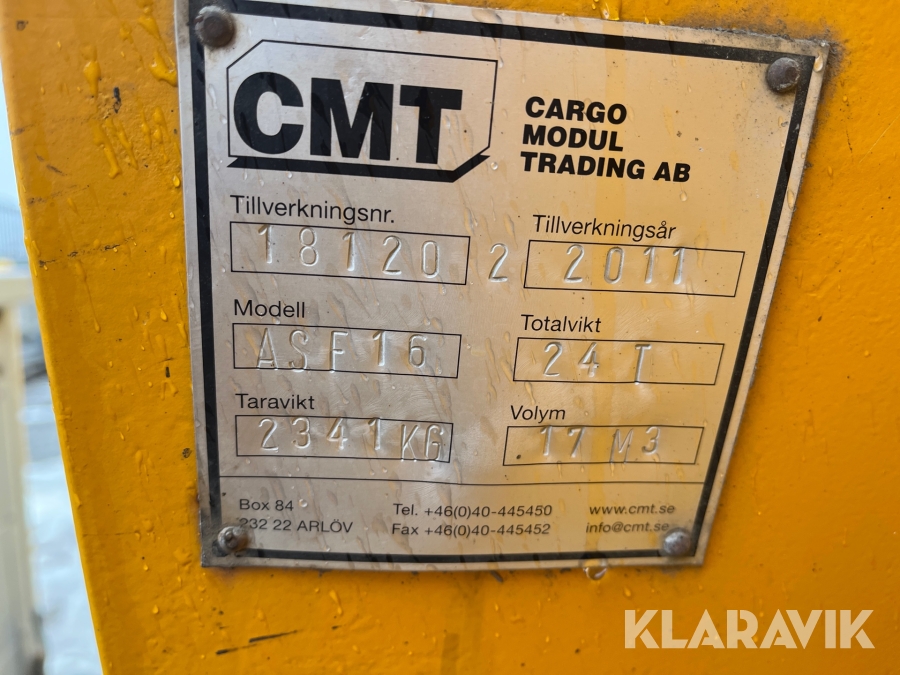 CMT
CARGO
MODUL
TRADING AB
Tillverkningsnr.
18120 2
Tillverkningsår
2011
Modell
ASF16
Totalvikt
24 T
Taravikt
2341KG
Volym
17 M3
Box 84
232 22 ARLÖV
Tel. +46(0)40-445450
Fax +46(0)40-445452
www.cmt.se
info@cmt.se
KLARAVIK